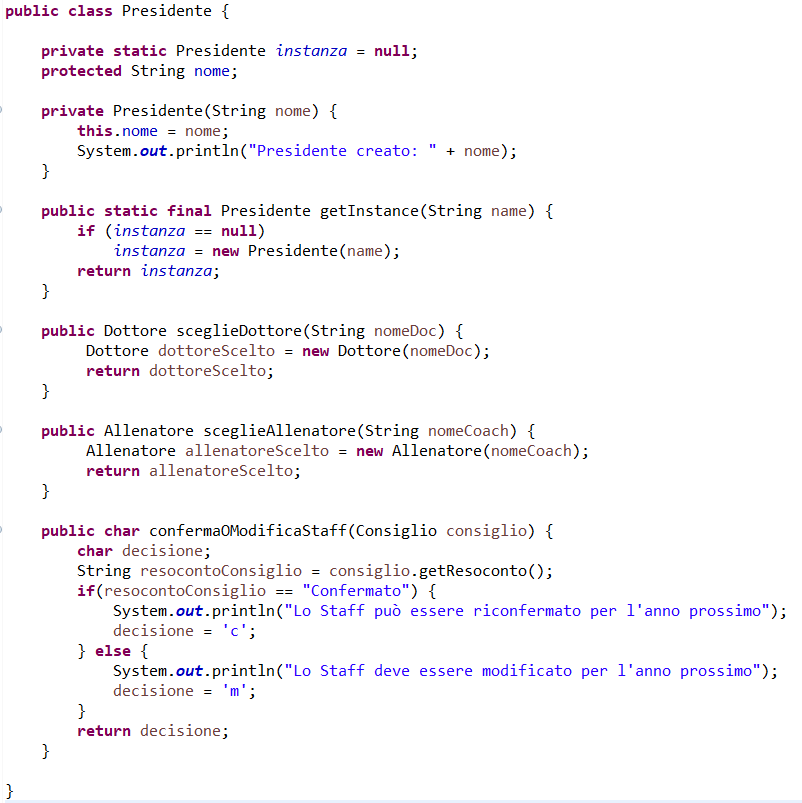 public class Presidente {
private static Presidente instanza = null;
protected String nome;
private Presidente(String nome) {
this.nome = nome;
System.out.println("Presidente creato: " + nome);
}
public static final Presidente getInstance(String name) {
if (instanza == null)
instanza = new Presidente(name);
return instanza;
}
public Dottore sceglieDottore(String nomeDoc) {
Dottore dottoreScelto = new Dottore(nomeDoc);
return dottoreScelto;
}
public Allenatore sceglieAllenatore(String nomeCoach) {
Allenatore allenatoreScelto = new Allenatore(nomeCoach);
return allenatoreScelto;
}
public char confermaOModificaStaff(Consiglio consiglio) {
char decisione;
String resocontoConsiglio = consiglio.getResoconto();
if(resocontoConsiglio == "Confermato") {
System.out.println("Lo Staff può essere riconfermato per l'anno prossimo");
decisione = 'c';
} else {
System.out.println("Lo Staff deve essere modificato per l'anno prossimo");
decisione = 'm';
}
return decisione;
}
}